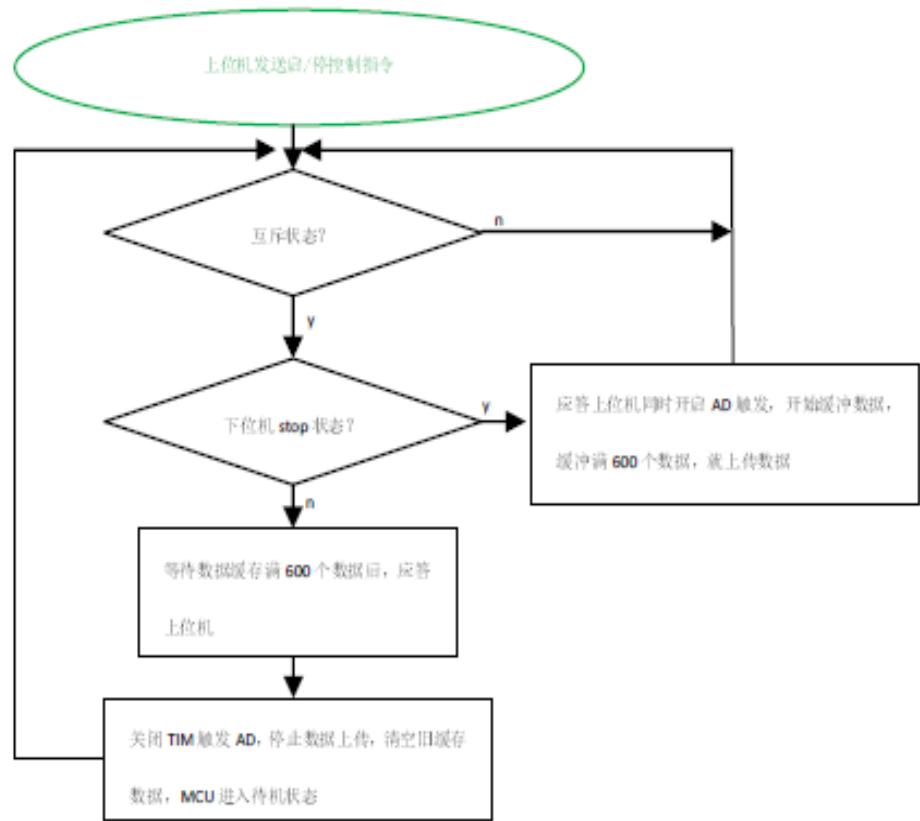 上位机发送启/停控制指令
互斥状态？
n
y
下位机 stop 状态？
y
应答上位机同时开启 AD 触发，开始缓冲数据，
缓冲满 600 个数据，就上传数据
n
等待数据缓存满 600 个数据后，应答
上位机
关闭 TIM 触发 AD，停止数据上传，清空旧缓存
数据，MCU 进入待机状态